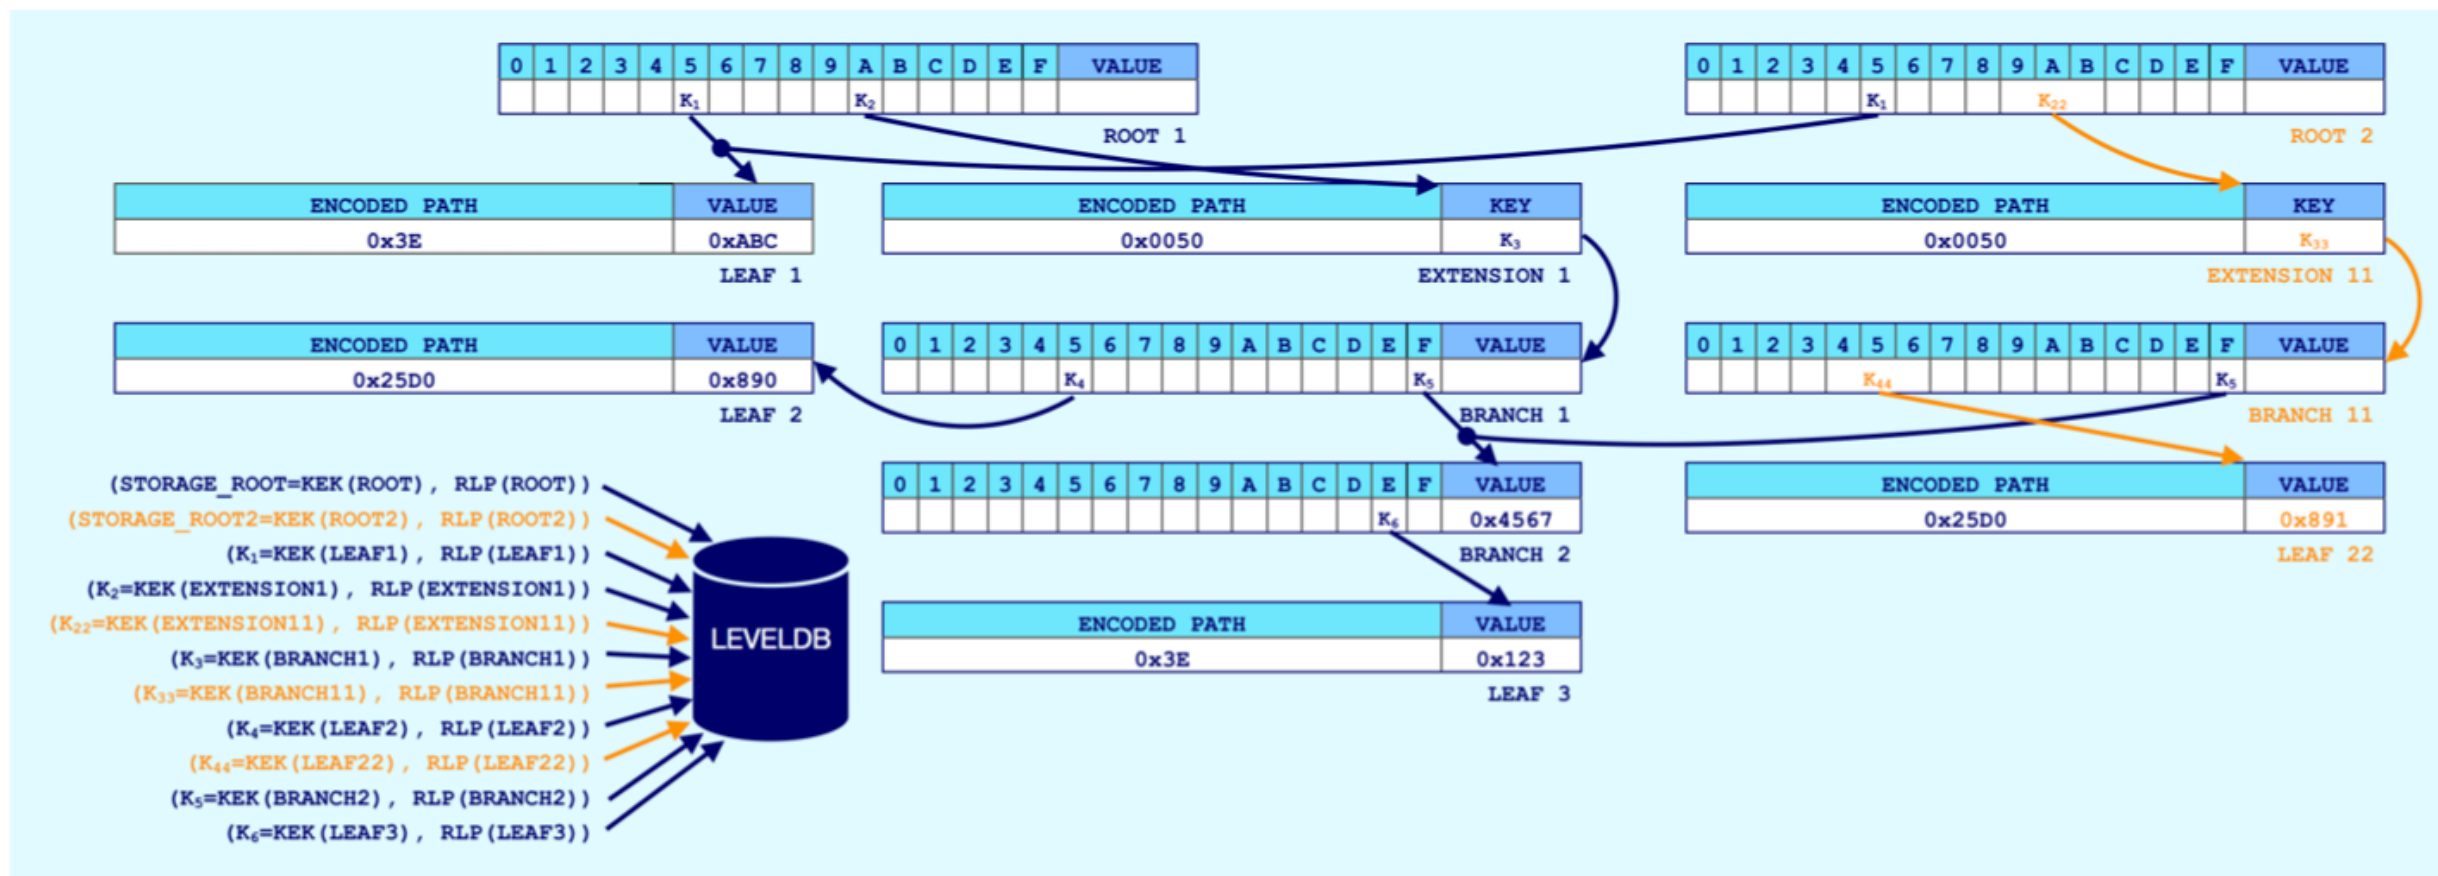 0 1 2 3 4 5 6 7 8 9 A B C D E F VALUE
K₁ K₂
ROOT 1
0 1 2 3 4 5 6 7 8 9 A B C D E F VALUE
K₁ K₂₂
ROOT 2
ENCODED PATH VALUE
0x3E 0xABC
LEAF 1
ENCODED PATH KEY
0x0050 K₃
EXTENSION 1
ENCODED PATH KEY
0x0050 K₃₃
EXTENSION 11
ENCODED PATH VALUE
0x25D0 0x890
LEAF 2
0 1 2 3 4 5 6 7 8 9 A B C D E F VALUE
K₄ K₅
BRANCH 1
0 1 2 3 4 5 6 7 8 9 A B C D E F VALUE
K₄₄ K₅
BRANCH 11
0 1 2 3 4 5 6 7 8 9 A B C D E F VALUE
K₆ 0x4567
BRANCH 2
ENCODED PATH VALUE
0x25D0 0x891
LEAF 22
ENCODED PATH VALUE
0x3E 0x123
LEAF 3
(STORAGE_ROOT=KEK(ROOT), RLP(ROOT))
(STORAGE_ROOT2=KEK(ROOT2), RLP(ROOT2))
(K₁=KEK(LEAF1), RLP(LEAF1))
(K₂=KEK(EXTENSION1), RLP(EXTENSION1))
(K₂₂=KEK(EXTENSION11), RLP(EXTENSION11))
(K₃=KEK(BRANCH1), RLP(BRANCH1))
(K₃₃=KEK(BRANCH11), RLP(BRANCH11))
(K₄=KEK(LEAF2), RLP(LEAF2))
(K₄₄=KEK(LEAF22), RLP(LEAF22))
(K₅=KEK(BRANCH2), RLP(BRANCH2))
(K₆=KEK(LEAF3), RLP(LEAF3))
LEVELDB